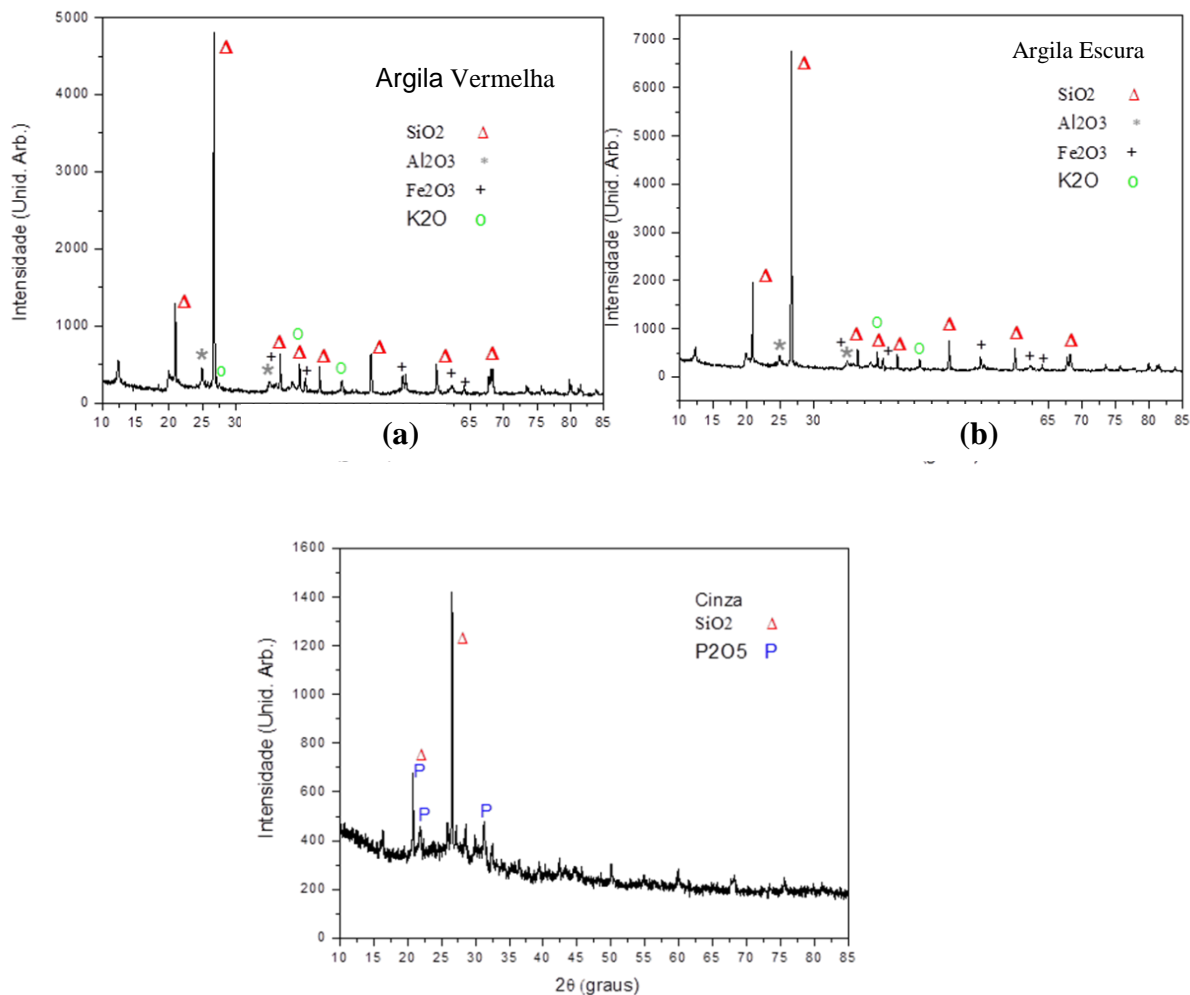 Argila Vermelha
SiO2 Δ
Al2O3 *
Fe2O3 +
K2O o
Intensidade (Unid. Arb.)
5000
4000
3000
2000
1000
0
10 15 20 25 30 65 70 75 80 85
(a)
Argila Escura
SiO2 Δ
Al2O3 *
Fe2O3 +
K2O o
Intensidade (Unid. Arb.)
7000
6000
5000
4000
3000
2000
1000
0
10 15 20 25 30 65 70 75 80 85
(b)
Cinza
SiO2 Δ
P2O5 P
P
P
P
Intensidade (Unid. Arb.)
1600
1400
1200
1000
800
600
400
200
0
10 15 20 25 30 35 40 45 50 55 60 65 70 75 80 85
2θ (graus)